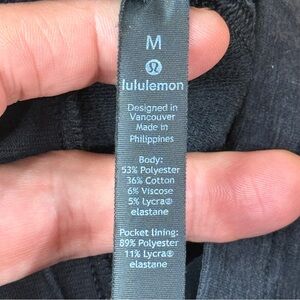 M
lululemon
Designed in
Vancouver
Made in
Philippines
Body:
53% Polyester
36% Cotton
6% Viscose
5% Lycra®
elastane
Pocket lining:
89% Polyester
11% Lycra®
elastane